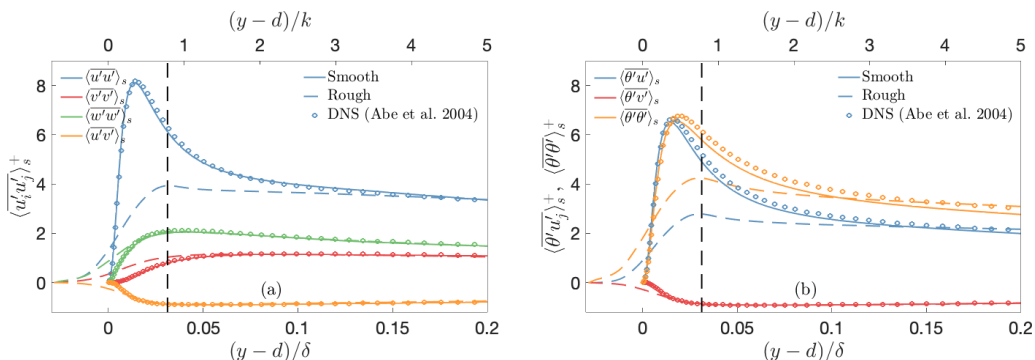 (y − d)/k
0 1 2 3 4 5
8
6
4
2
0
⟨u′ᵢu′ⱼ⟩ₛ⁺
⟨u′u′⟩ₛ
⟨v′v′⟩ₛ
⟨w′w′⟩ₛ
⟨u′v′⟩ₛ
Smooth
Rough
DNS (Abe et al. 2004)
(a)
0 0.05 0.1 0.15 0.2
(y − d)/δ
(y − d)/k
0 1 2 3 4 5
8
6
4
2
0
⟨θ′u′ⱼ⟩ₛ⁺, ⟨θ′θ′⟩ₛ⁺
⟨θ′u′⟩ₛ
⟨θ′v′⟩ₛ
⟨θ′θ′⟩ₛ
Smooth
Rough
DNS (Abe et al. 2004)
(b)
0 0.05 0.1 0.15 0.2
(y − d)/δ